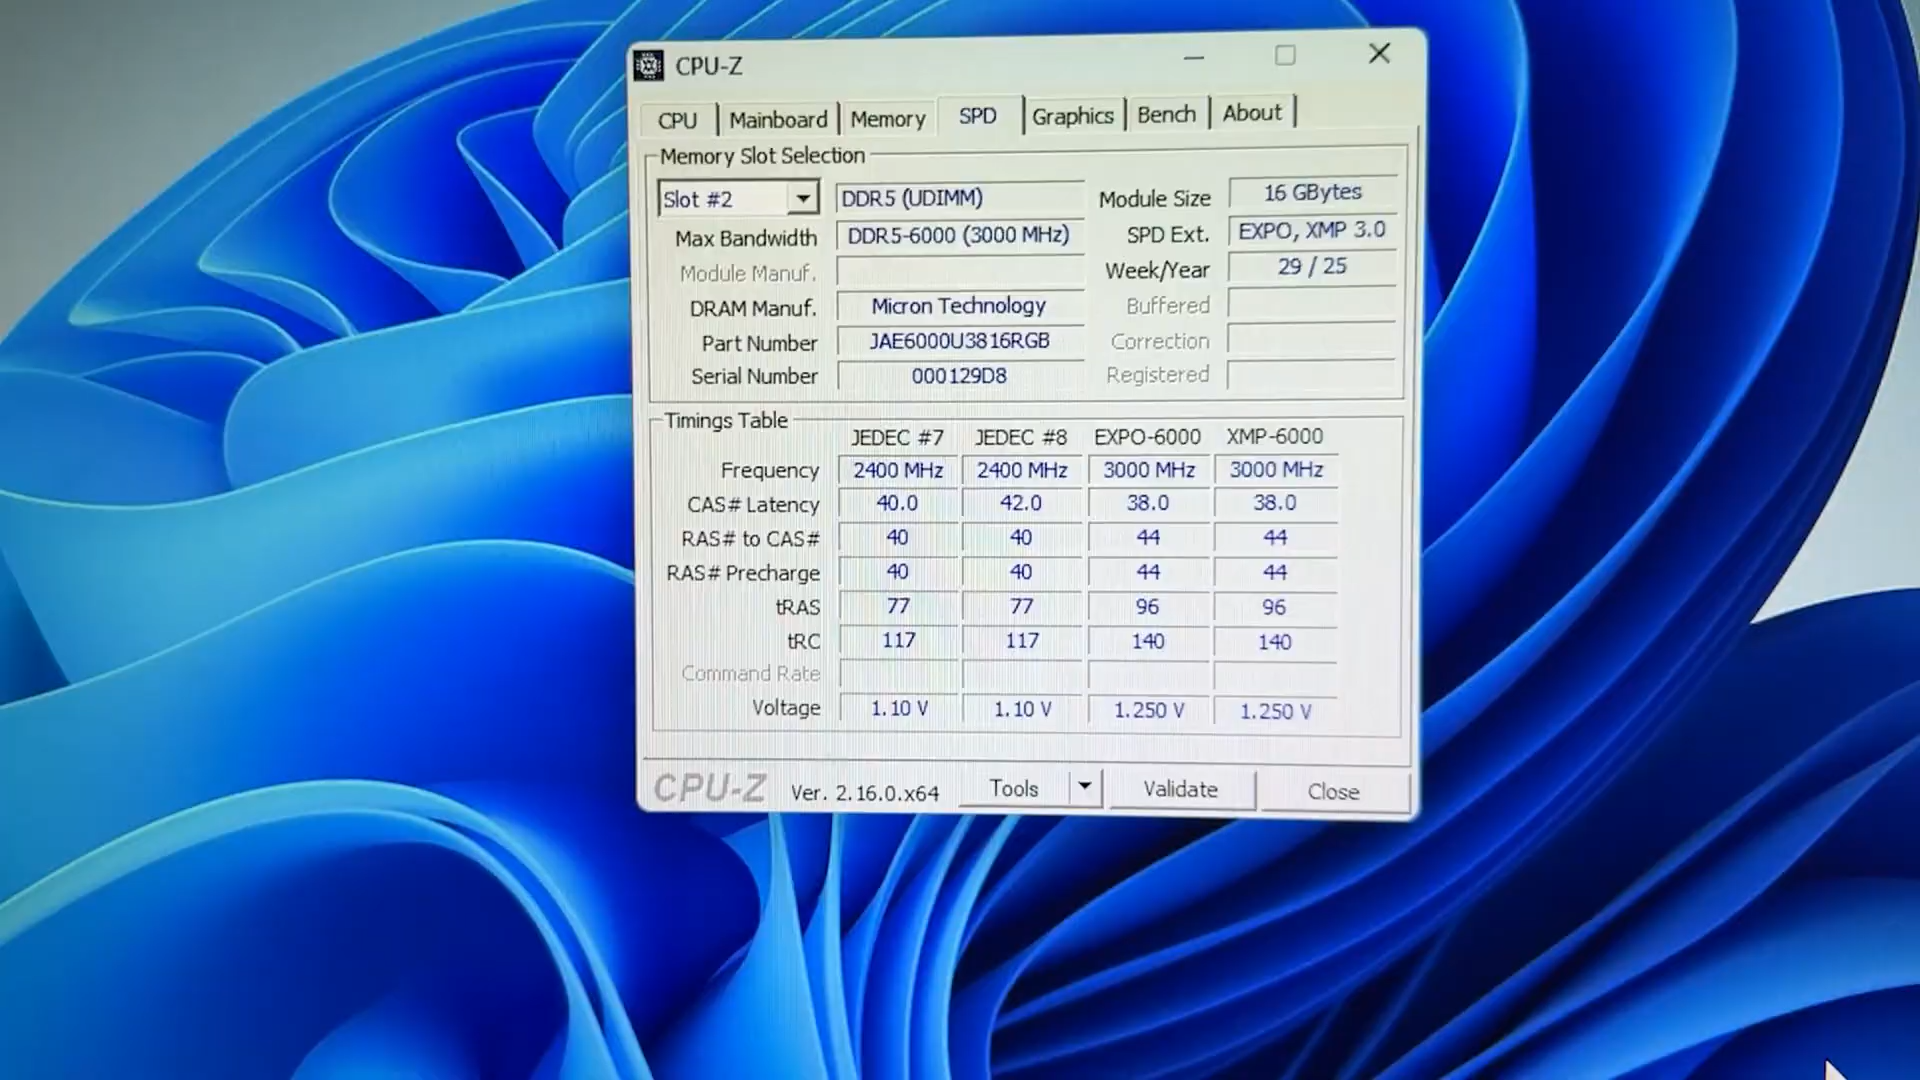 CPU-Z
CPU Mainboard Memory SPD Graphics Bench About
Memory Slot Selection
Slot #2 DDR5 (UDIMM) Module Size 16 GBytes
Max Bandwidth DDR5-6000 (3000 MHz) SPD Ext. EXPO, XMP 3.0
Module Manuf. Week/Year 29 / 25
DRAM Manuf. Micron Technology Buffered
Part Number JAE6000U3816RGB Correction
Serial Number 000129D8 Registered
Timings Table
JEDEC #7 JEDEC #8 EXPO-6000 XMP-6000
Frequency 2400 MHz 2400 MHz 3000 MHz 3000 MHz
CAS# Latency 40.0 42.0 38.0 38.0
RAS# to CAS# 40 40 44 44
RAS# Precharge 40 40 44 44
tRAS 77 77 96 96
tRC 117 117 140 140
Command Rate
Voltage 1.10 V 1.10 V 1.250 V 1.250 V
CPU-Z Ver. 2.16.0.x64 Tools Validate Close